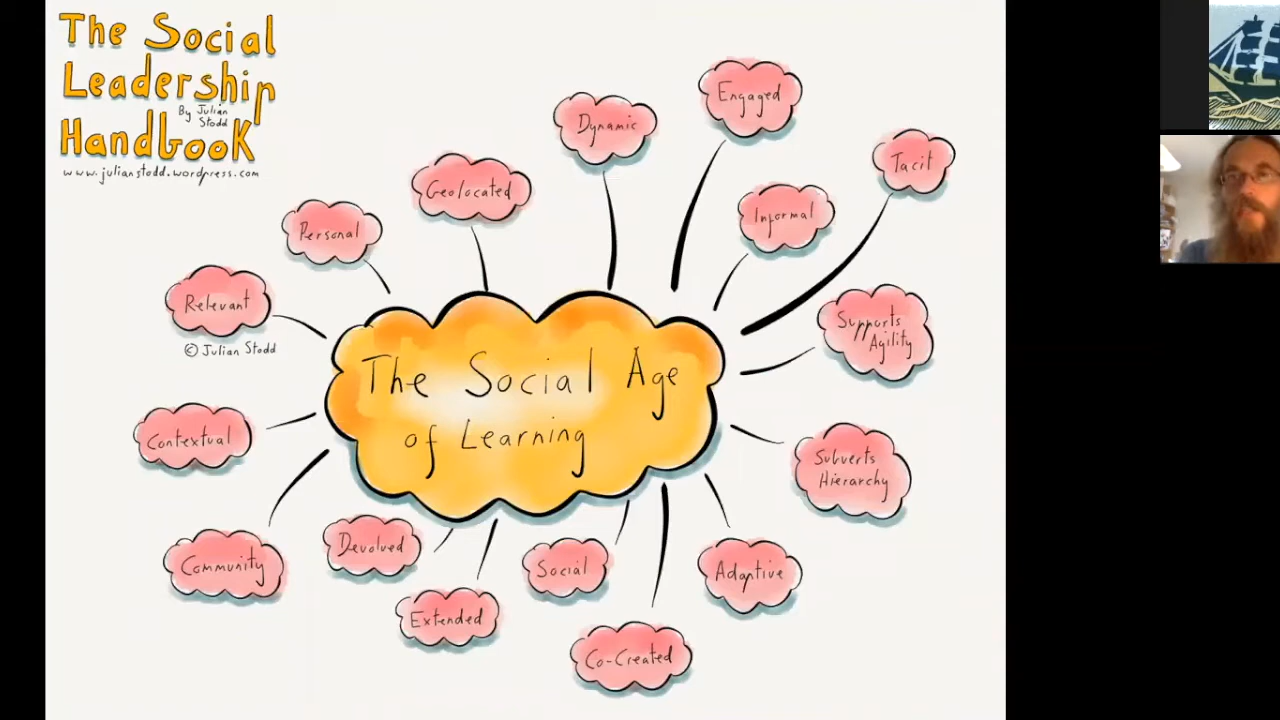 The Social
Leadership
By Julian
Stodd
Handbook
www.julianstodd.wordpress.com
Engaged
Dynamic
Tacit
Geolocated
Informal
Personal
Relevant
© Julian Stodd
Supports
Agility
The Social Age
of Learning
Contextual
Subverts
Hierarchy
Community
Devolved
Social
Adaptive
Extended
Co-Created